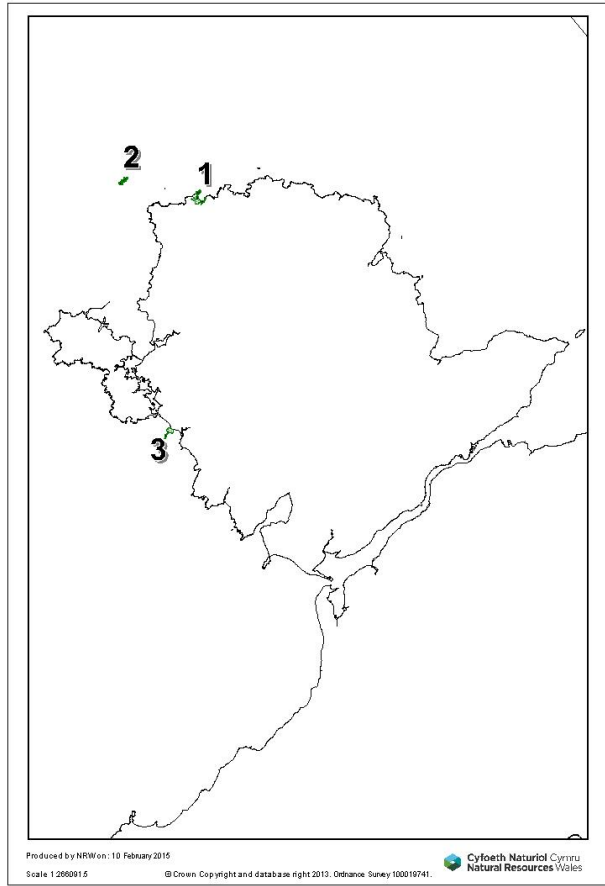 2
1
3
Produced by NRW on: 10 February 2015
Scale 1:266091.5
© Crown Copyright and database right 2013. Ordnance Survey 100019741.
Cyfoeth Naturiol Cymru
Natural Resources Wales